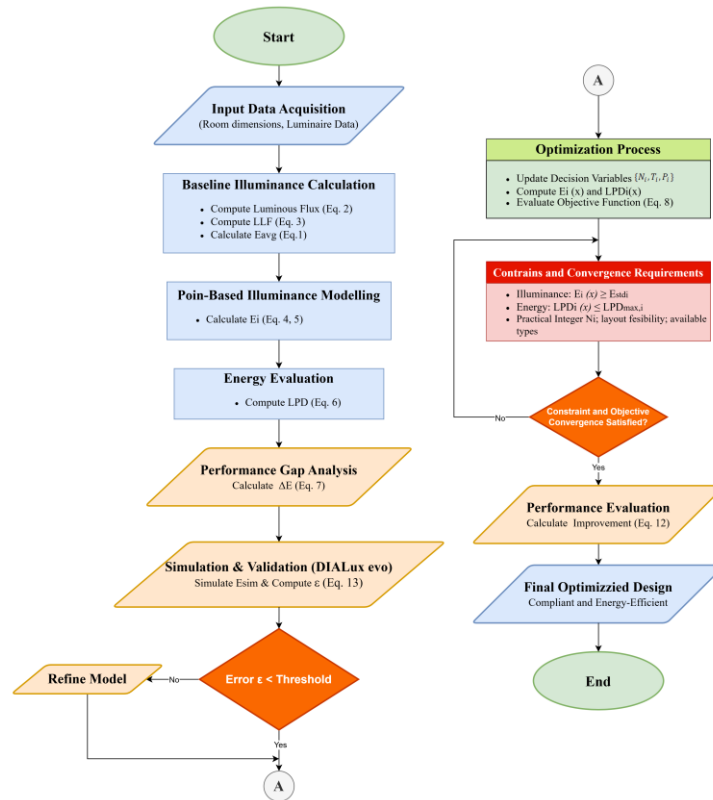 Start
Input Data Acquisition
(Room dimensions, Luminaire Data)
Baseline Illuminance Calculation
• Compute Luminous Flux (Eq. 2)
• Compute LLF (Eq. 3)
• Calculate Eavg (Eq.1)
Poin-Based Illuminance Modelling
• Calculate Ei (Eq. 4, 5)
Energy Evaluation
• Compute LPD (Eq. 6)
Performance Gap Analysis
Calculate ΔE (Eq. 7)
Simulation & Validation (DIALux evo)
Simulate Esim & Compute ε (Eq. 13)
Error ε < Threshold
No
Refine Model
Yes
A
A
Optimization Process
• Update Decision Variables {N_i, T_i, P_i}
• Compute Ei (x) and LPDi(x)
• Evaluate Objective Function (Eq. 8)
Contrains and Convergence Requirements
• Illuminance: Ei (x) ≥ Estdi
• Energy: LPDi (x) ≤ LPDmax,i
• Practical Integer Ni; layout fesibility; available
types
Constraint and Objective
Convergence Satisfied?
No
Yes
Performance Evaluation
Calculate Improvement (Eq. 12)
Final Optimizzied Design
Compliant and Energy-Efficient
End